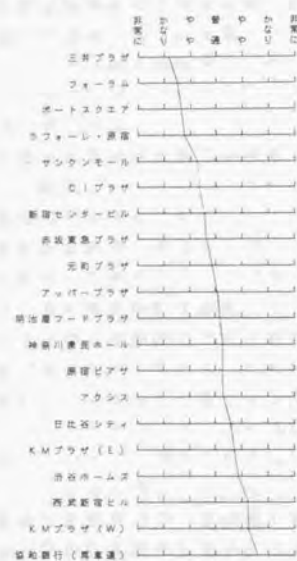 非常に かなり やや 普通 やや かなり 非常に
三井プラザ
フォーラム
ポートスクエア
ラフォーレ・原宿
サンクンモール
新宿センタービル
赤坂東急プラザ
元町プラザ
アッパープラザ
明治屋フードプラザ
神奈川県民ホール
原宿ピアザ
アクシス
日比谷シティ
KMプラザ(E)
渋谷ホームズ
西武新宿ビル
KMプラザ(W)
協和銀行(馬車道)